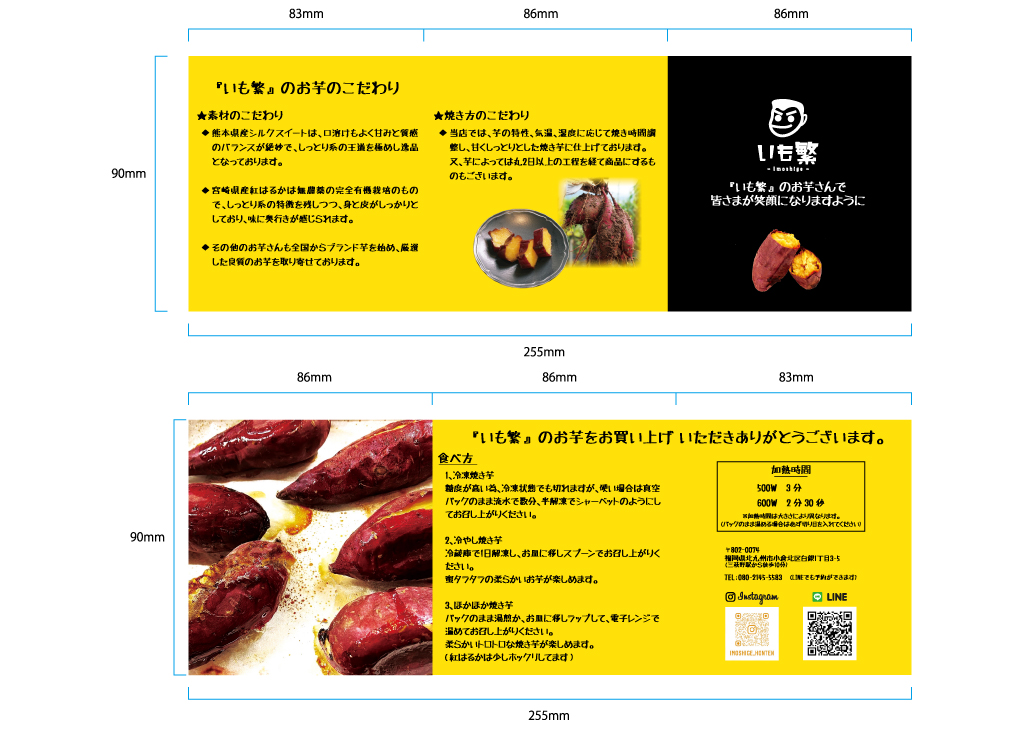 83mm
86mm
86mm
90mm
『いも繁』のお芋のこだわり
★素材のこだわり
◆ 熊本県産シルクスイートは、口溶けもよく甘みと質感
のバランスが絶妙で、しっとり系の王道を極めし逸品
となっております。
◆ 宮崎県産紅はるかは無農薬の完全有機栽培のもの
で、しっとり系の特徴を残しつつ、身と皮がしっかりと
しており、味に奥行きが感じられます。
◆ その他のお芋さんも全国からブランド芋を始め、厳選
した良質のお芋を取り寄せております。
★焼き方のこだわり
◆ 当店では、芋の特性、気温、湿度に応じて焼き時間調
整し、甘くしっとりとした焼き芋に仕上げております。
又、芋によっては丸2日以上の工程を経て商品にするも
のもございます。
いも繁
- imoshige -
『いも繁』のお芋さんで
皆さまが笑顔になりますように
255mm
86mm
86mm
83mm
90mm
『いも繁』のお芋をお買い上げ いただきありがとうございます。
食べ方
1、冷凍焼き芋
糖度が高い為、冷凍状態でも切れますが、硬い場合は真空
パックのまま流水で数分、半解凍でシャーベットのようにし
てお召し上がりください。
2、冷やし焼き芋
冷蔵庫で1日解凍し、お皿に移しスプーンでお召し上がりく
ださい。
蜜タプタプの柔らかいお芋が楽しめます。
3、ほかほか焼き芋
パックのまま湯煎か、お皿に移しラップして、電子レンジで
温めてお召し上がりください。
柔らかいトロトロな焼き芋が楽しめます。
(紅はるかは少しホックリしてます)
加熱時間
500W 3分
600W 2分30秒
※加熱時間は大きさにより異なります。
(パックのまま温める場合は必ず切り目を入れてください)
〒802-0074
福岡県北九州市小倉北区白銀1丁目3-5
(三萩野駅から徒歩10分)
TEL:080-2145-5583 (LINEでも予約ができます)
Instagram
LINE
IMOSHIGE.HONTEN
255mm